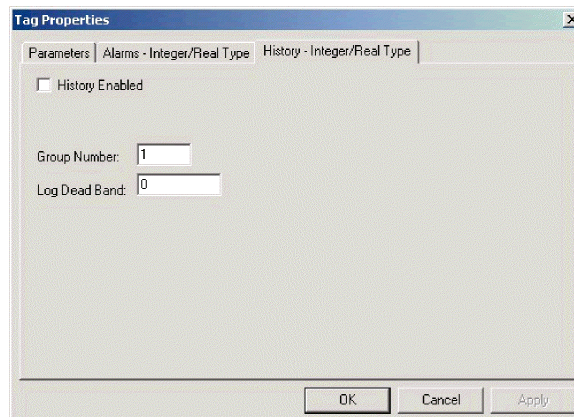 Tag Properties
Parameters Alarms - Integer/Real Type History - Integer/Real Type
History Enabled
Group Number: 1
Log Dead Band: 0
OK Cancel Apply